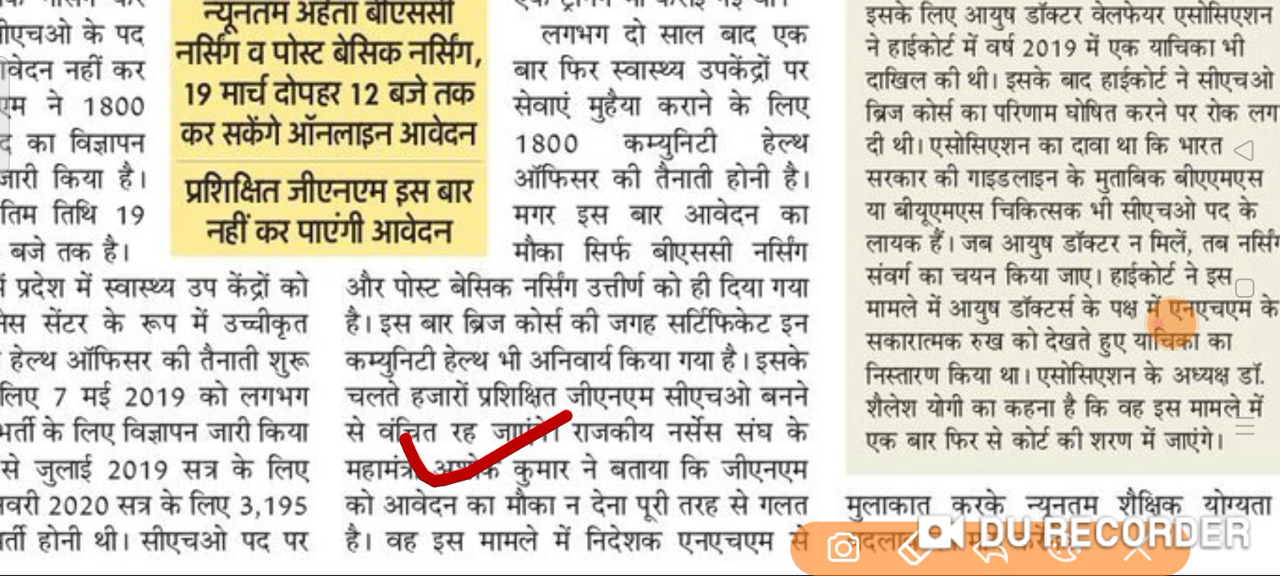 के पद
नहीं कर
ने 1800
का विज्ञापन
जारी किया है।
तिथि 19
बजे तक है।
प्रदेश में स्वास्थ्य उप केंद्रों को
सेंटर के रूप में उच्चीकृत
हेल्थ ऑफिसर की तैनाती शुरू
लिए 7 मई 2019 को लगभग
के लिए विज्ञापन जारी किया
से जुलाई 2019 सत्र के लिए
2020 सत्र के लिए 3,195
होनी थी। सीएचओ पद पर
न्यूनतम अर्हता बीएससी
नर्सिंग व पोस्ट बेसिक नर्सिंग,
19 मार्च दोपहर 12 बजे तक
कर सकेंगे ऑनलाइन आवेदन
प्रशिक्षित जीएनएम इस बार
नहीं कर पाएंगी आवेदन
लगभग दो साल बाद एक
बार फिर स्वास्थ्य उपकेंद्रों पर
सेवाएं मुहैया कराने के लिए
1800 कम्युनिटी हेल्थ
ऑफिसर की तैनाती होनी है।
मगर इस बार आवेदन का
मौका सिर्फ बीएससी नर्सिंग
और पोस्ट बेसिक नर्सिंग उत्तीर्ण को ही दिया गया
है। इस बार ब्रिज कोर्स की जगह सर्टिफिकेट इन
कम्युनिटी हेल्थ भी अनिवार्य किया गया है। इसके
चलते हजारों प्रशिक्षित जीएनएम सीएचओ बनने
से वंचित रह जाएंगे। राजकीय नर्सेस संघ के
महामंत्री अशोक कुमार ने बताया कि जीएनएम
को आवेदन का मौका न देना पूरी तरह से गलत
है। वह इस मामले में निदेशक एनएचएम से
इसके लिए आयुष डॉक्टर वेलफेयर एसोसिएशन
ने हाईकोर्ट में वर्ष 2019 में एक याचिका भी
दाखिल की थी। इसके बाद हाईकोर्ट ने सीएचओ
ब्रिज कोर्स का परिणाम घोषित करने पर रोक लगा
दी थी। एसोसिएशन का दावा था कि भारत
सरकार की गाइडलाइन के मुताबिक बीएएमएस
या बीयूएमएस चिकित्सक भी सीएचओ पद के
लायक हैं। जब आयुष डॉक्टर न मिलें, तब नर्सिंग
संवर्ग का चयन किया जाए। हाईकोर्ट ने इस
मामले में आयुष डॉक्टर्स के पक्ष में एनएचएम के
सकारात्मक रुख को देखते हुए याचिका का
निस्तारण किया था। एसोसिएशन के अध्यक्ष डॉ.
शैलेश योगी का कहना है कि वह इस मामले में
एक बार फिर से कोर्ट की शरण में जाएंगे।
मुलाकात करके न्यूनतम शैक्षिक योग्यता
DU RECORDER